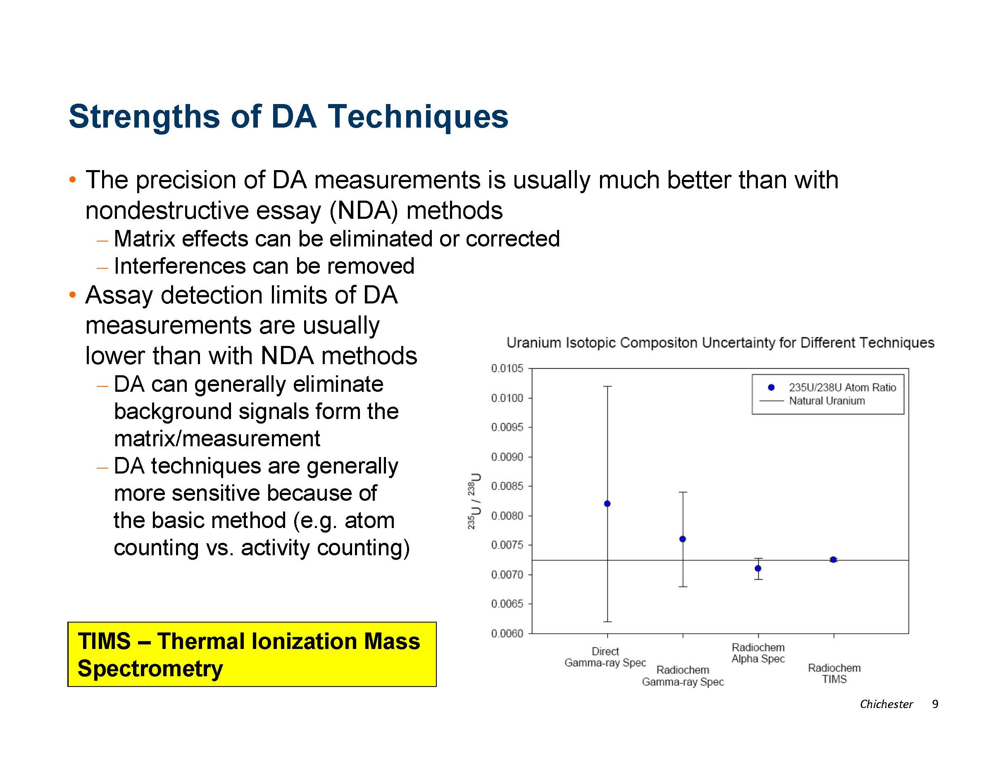 Strengths of DA Techniques
• The precision of DA measurements is usually much better than with
nondestructive essay (NDA) methods
– Matrix effects can be eliminated or corrected
– Interferences can be removed
• Assay detection limits of DA
measurements are usually
lower than with NDA methods
– DA can generally eliminate
background signals form the
matrix/measurement
– DA techniques are generally
more sensitive because of
the basic method (e.g. atom
counting vs. activity counting)
TIMS – Thermal Ionization Mass
Spectrometry
Uranium Isotopic Compositon Uncertainty for Different Techniques
235U/238U Atom Ratio
Natural Uranium
²³⁵U / ²³⁸U
0.0105
0.0100
0.0095
0.0090
0.0085
0.0080
0.0075
0.0070
0.0065
0.0060
Direct
Gamma-ray Spec
Radiochem
Gamma-ray Spec
Radiochem
Alpha Spec
Radiochem
TIMS
Chichester 9